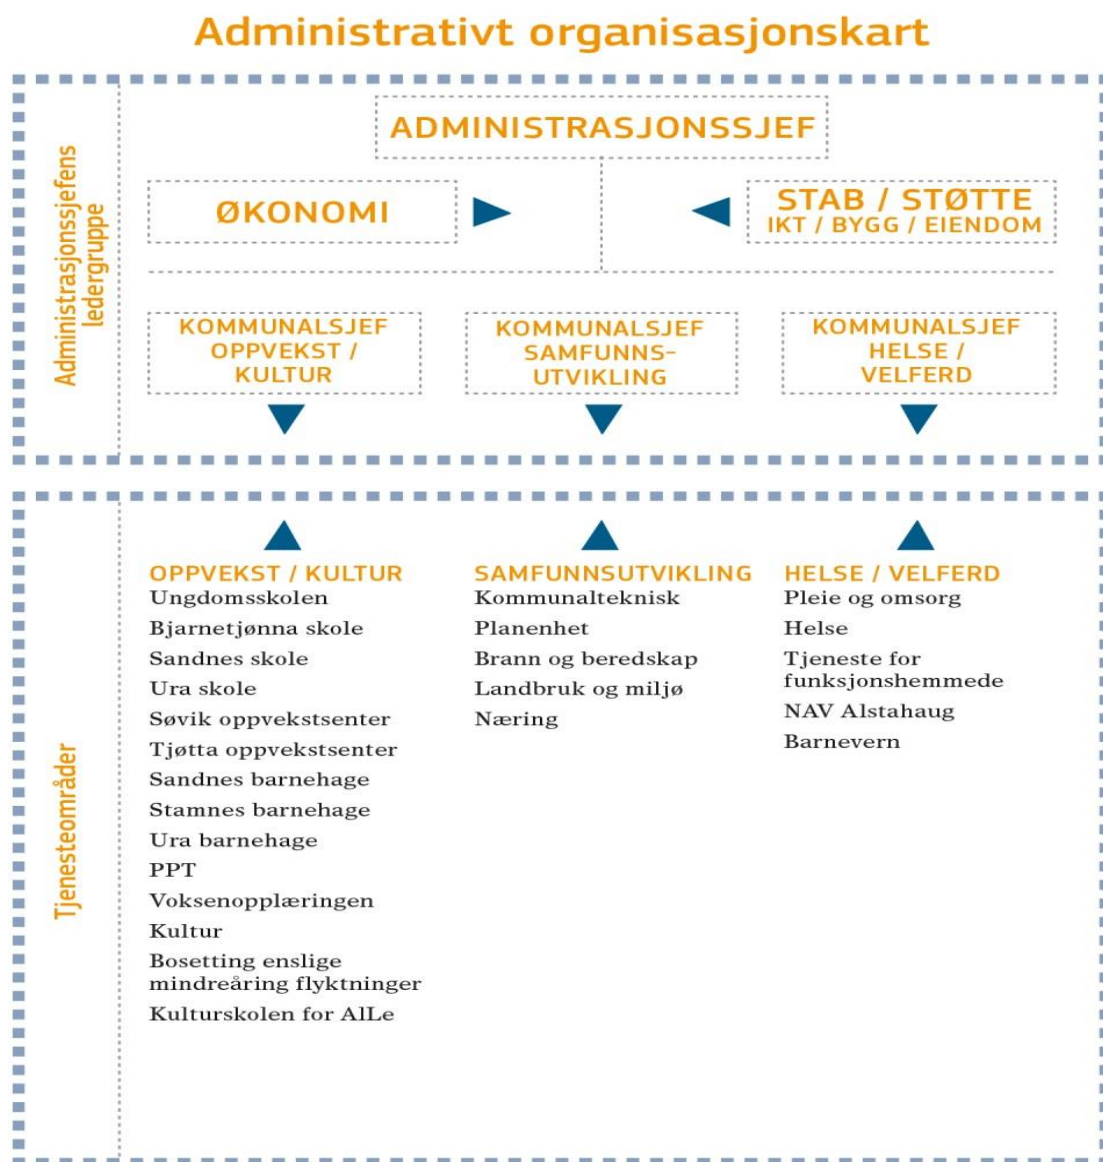 Administrativt organisasjonskart
Administrasjonssjefens
ledergruppe
ADMINISTRASJONSSJEF
ØKONOMI
STAB / STØTTE
IKT / BYGG / EIENDOM
KOMMUNALSJEF
OPPVEKST /
KULTUR
KOMMUNALSJEF
SAMFUNNS-
UTVIKLING
KOMMUNALSJEF
HELSE /
VELFERD
Tjenesteområder
OPPVEKST / KULTUR
Ungdomsskolen
Bjarnetjønna skole
Sandnes skole
Ura skole
Søvik oppvekstsenter
Tjøtta oppvekstsenter
Sandnes barnehage
Stamnes barnehage
Ura barnehage
PPT
Voksenopplæringen
Kultur
Bosetting enslige
mindreåring flyktninger
Kulturskolen for AlLe
SAMFUNNSUTVIKLING
Kommunalteknisk
Planenhet
Brann og beredskap
Landbruk og miljø
Næring
HELSE / VELFERD
Pleie og omsorg
Helse
Tjeneste for
funksjonshemmede
NAV Alstahaug
Barnevern